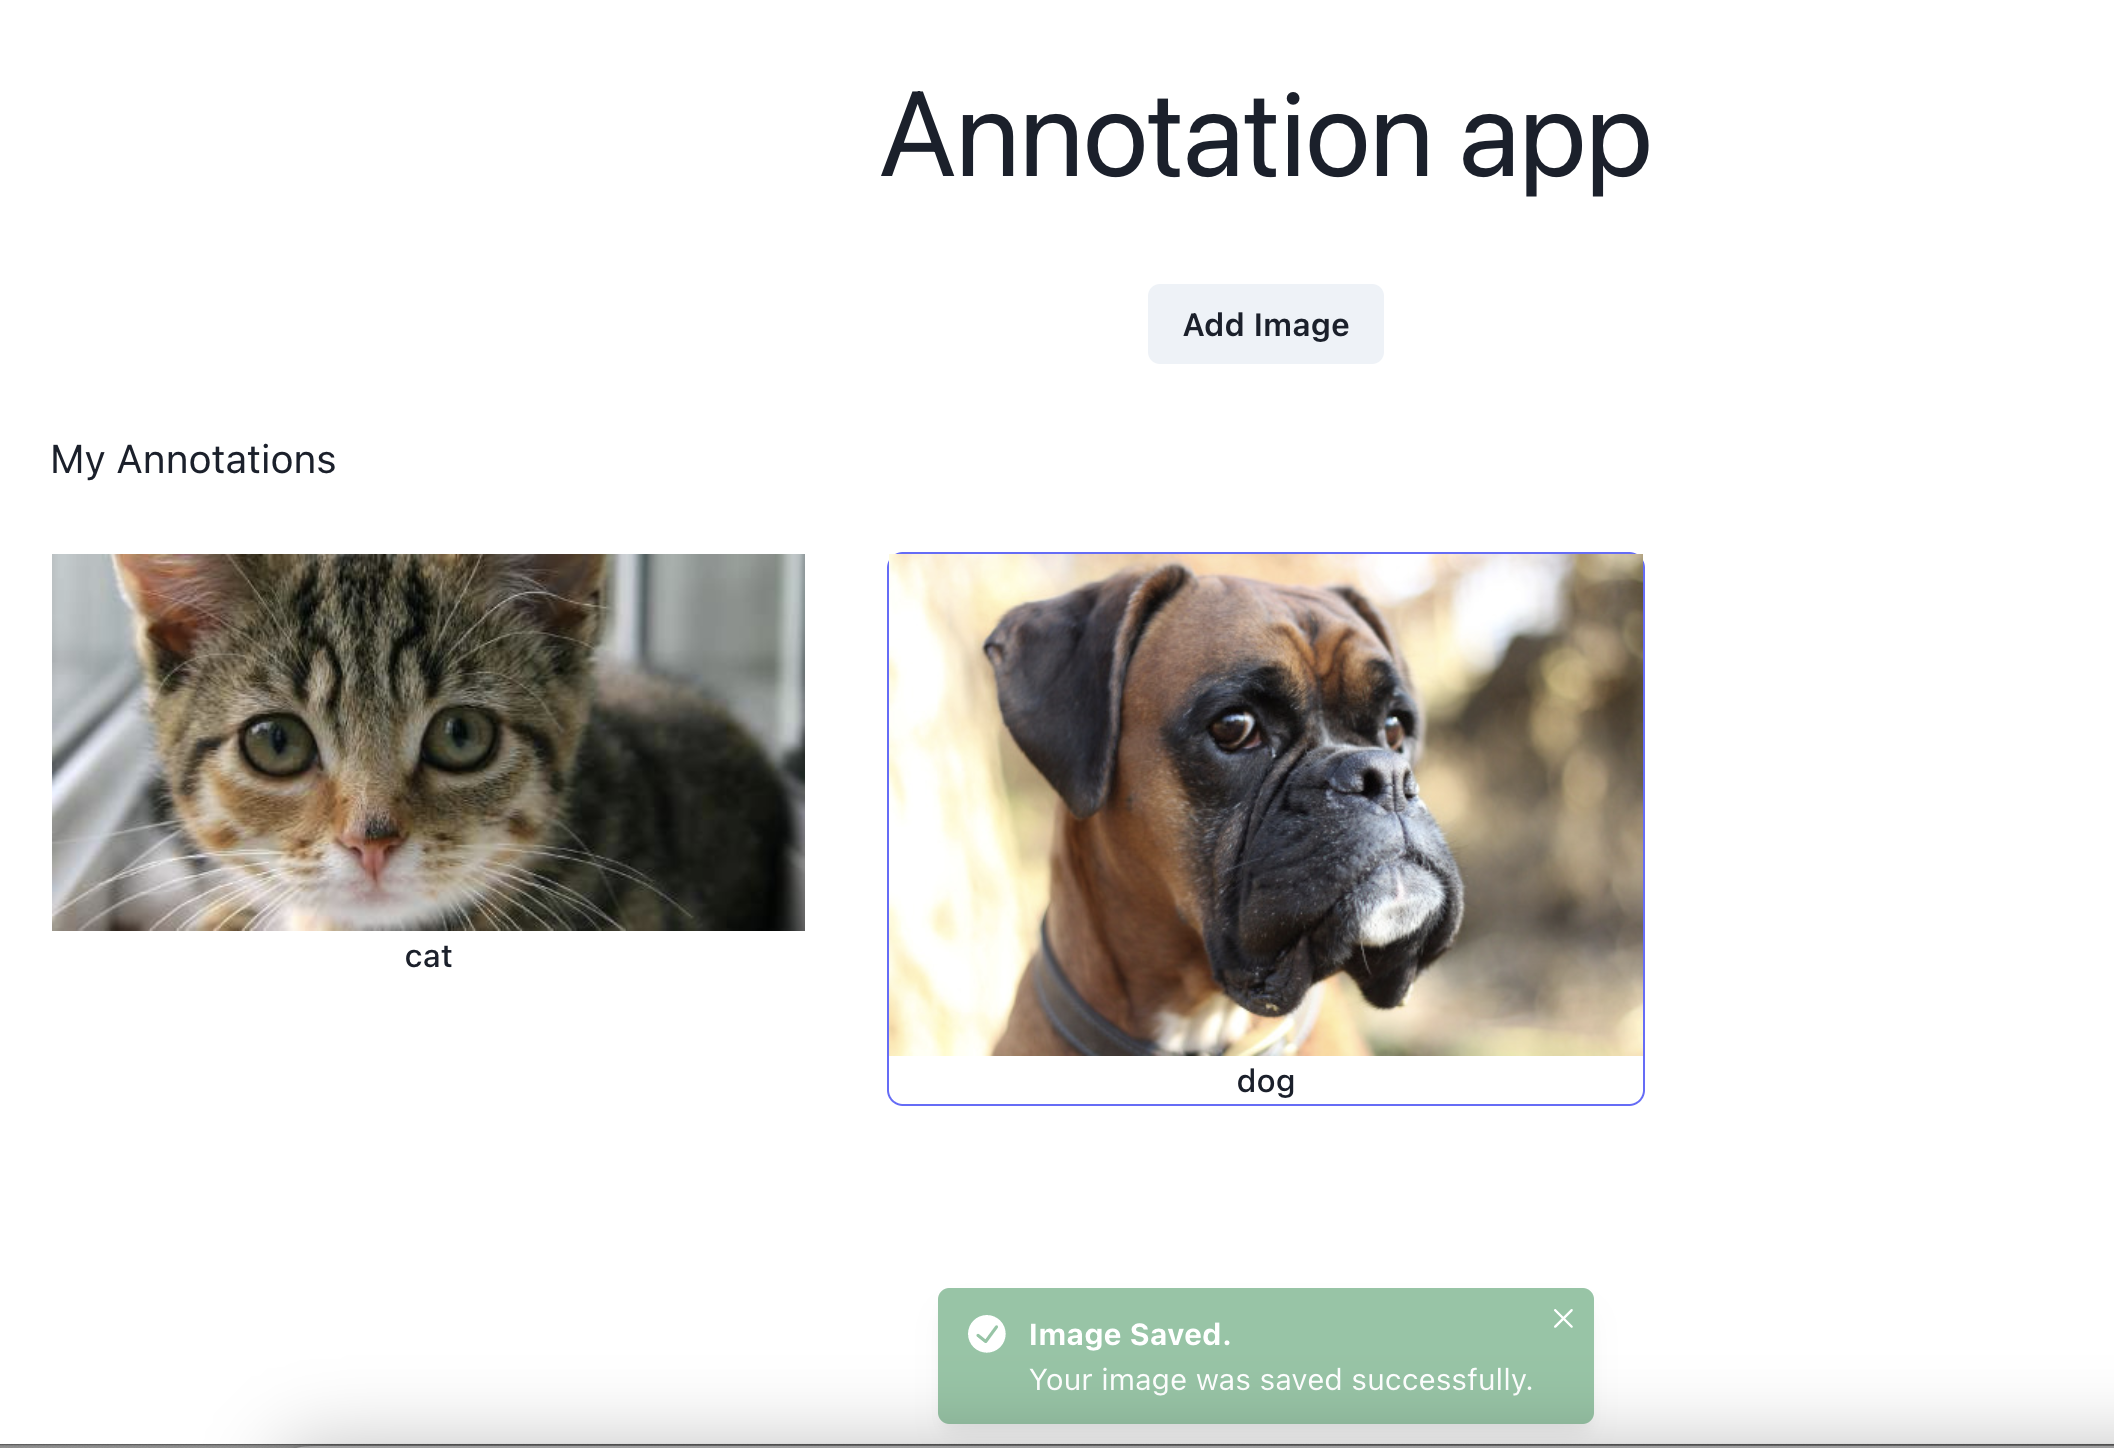 Annotation app
Add Image
My Annotations
cat
dog
Image Saved.
Your image was saved successfully.